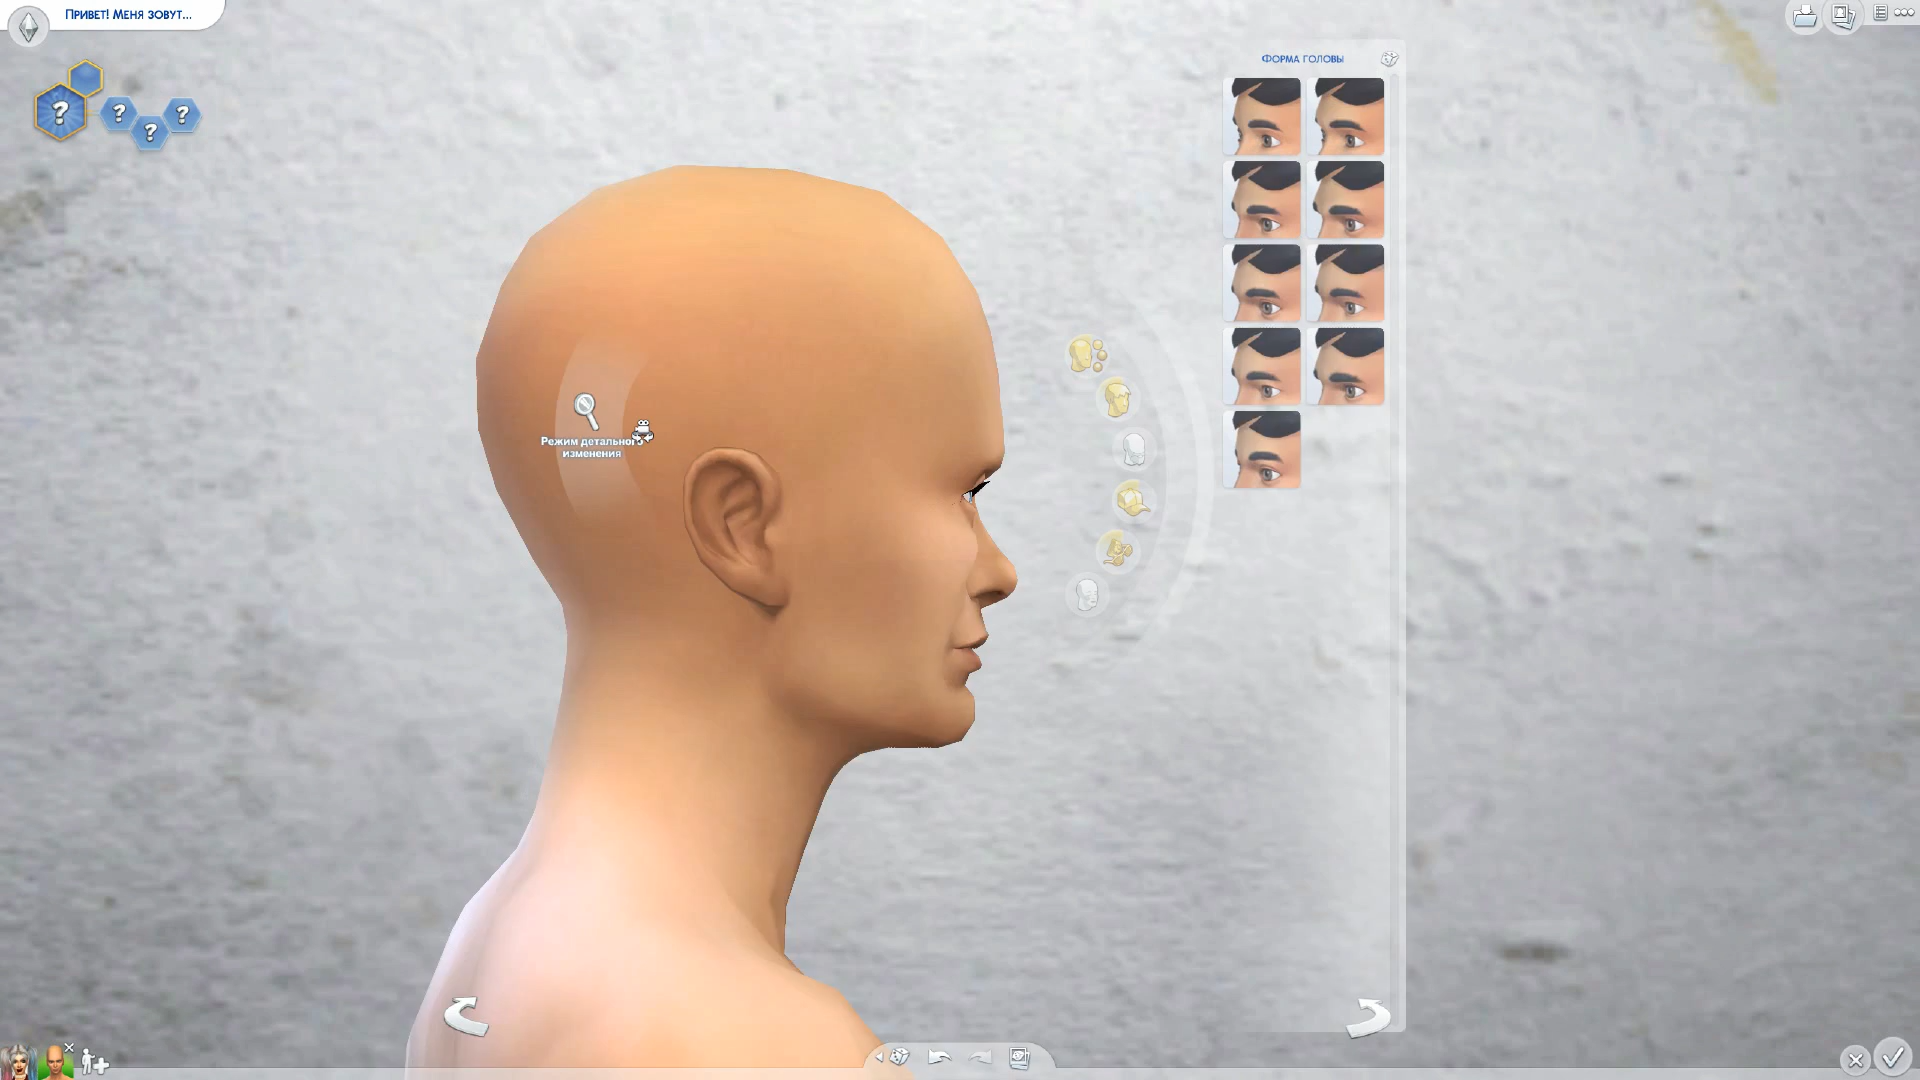 Привет! Меня зовут...
? ? ? ?
Форма головы
Режим детального
изменения